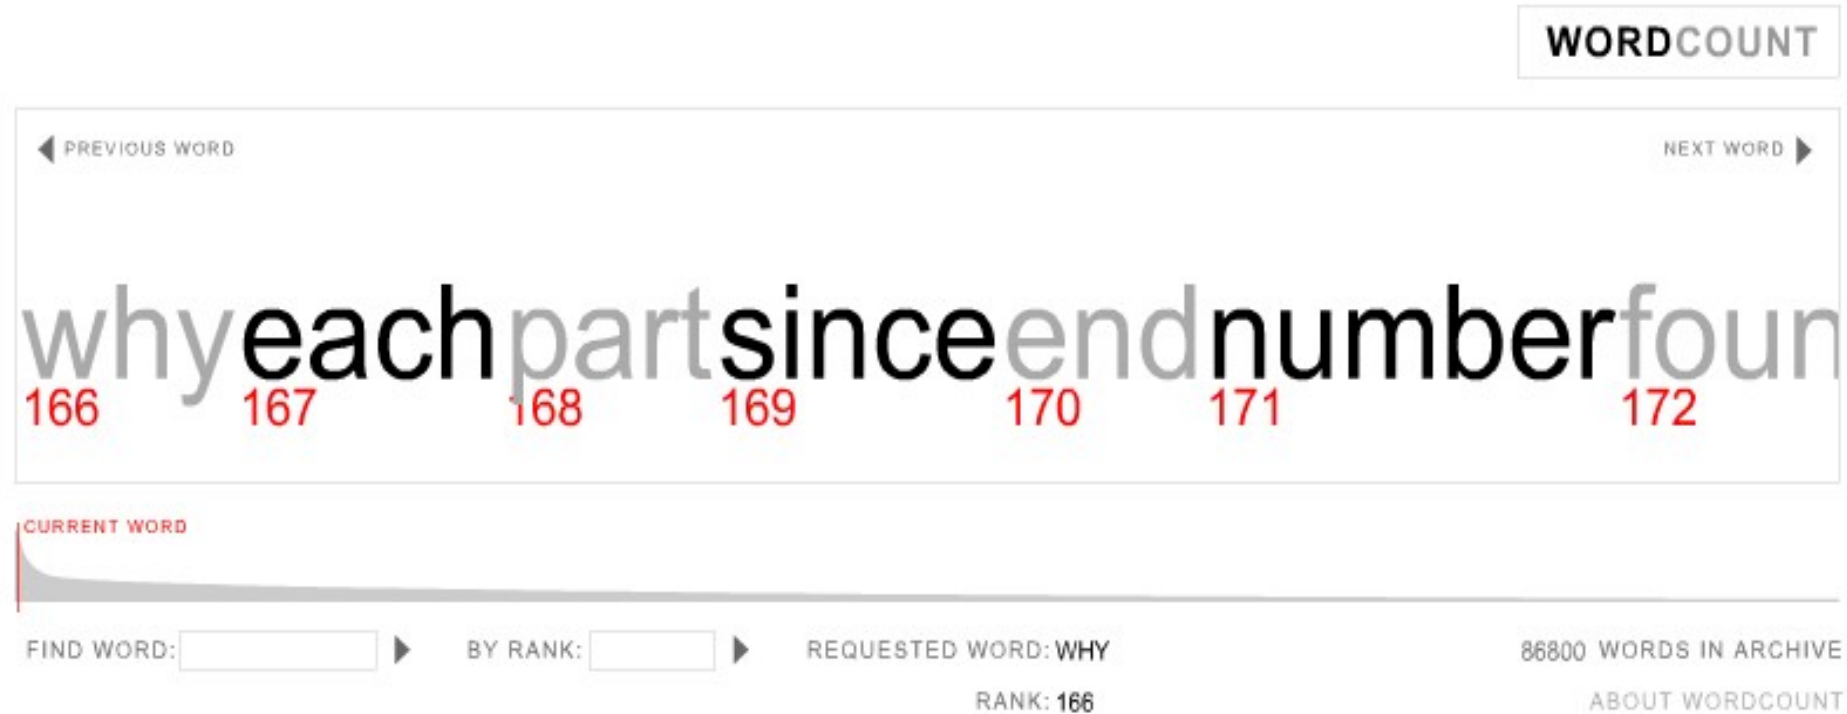 WORDCOUNT
PREVIOUS WORD NEXT WORD
whyeachpartsinceendnumberfoun
166 167 168 169 170 171 172
CURRENT WORD
FIND WORD: BY RANK: REQUESTED WORD: WHY 86800 WORDS IN ARCHIVE
RANK: 166 ABOUT WORDCOUNT